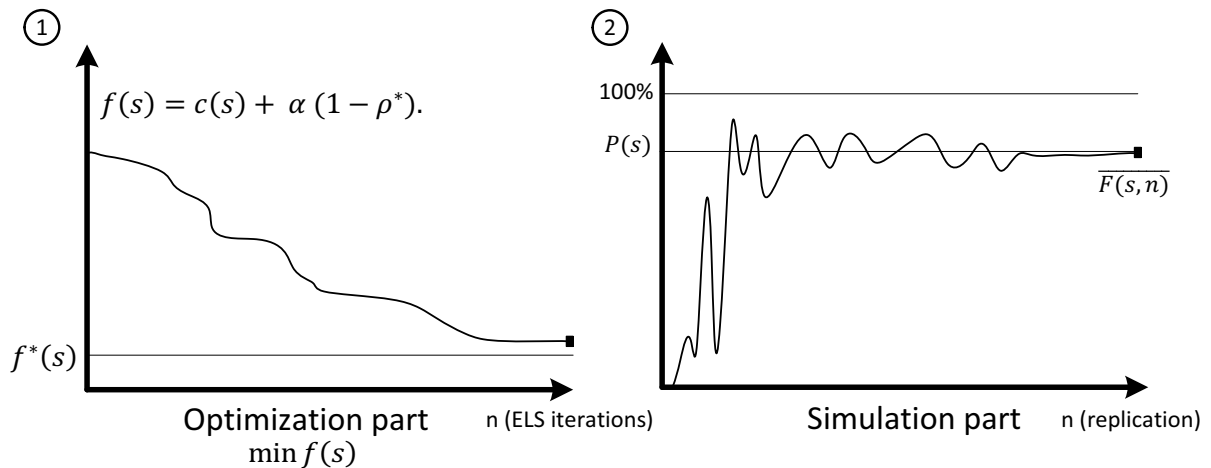 1
f(s) = c(s) + α (1 − ρ*).
f*(s)
Optimization part
n (ELS iterations)
min f(s)
2
100%
P(s)
F(s,n)
Simulation part
n (replication)